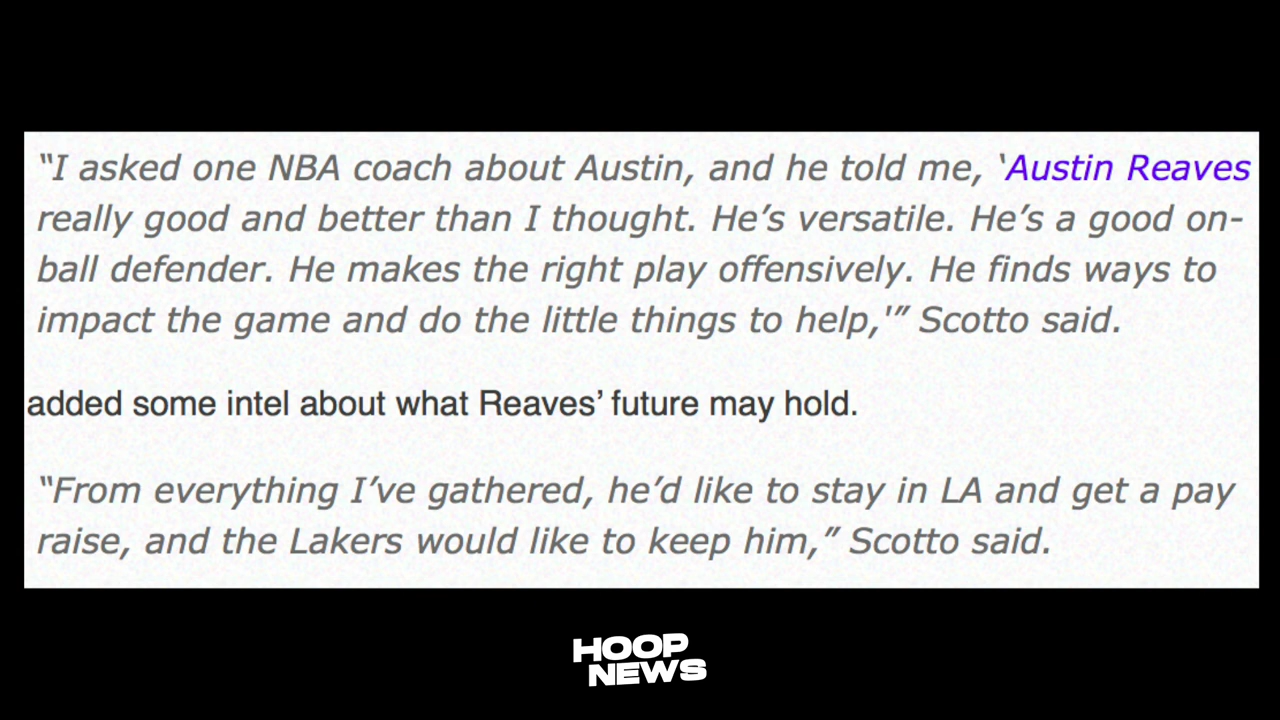 “I asked one NBA coach about Austin, and he told me, ‘Austin Reaves
really good and better than I thought. He’s versatile. He’s a good on-
ball defender. He makes the right play offensively. He finds ways to
impact the game and do the little things to help,'” Scotto said.
added some intel about what Reaves’ future may hold.
“From everything I’ve gathered, he’d like to stay in LA and get a pay
raise, and the Lakers would like to keep him,” Scotto said.
HOOP
NEWS